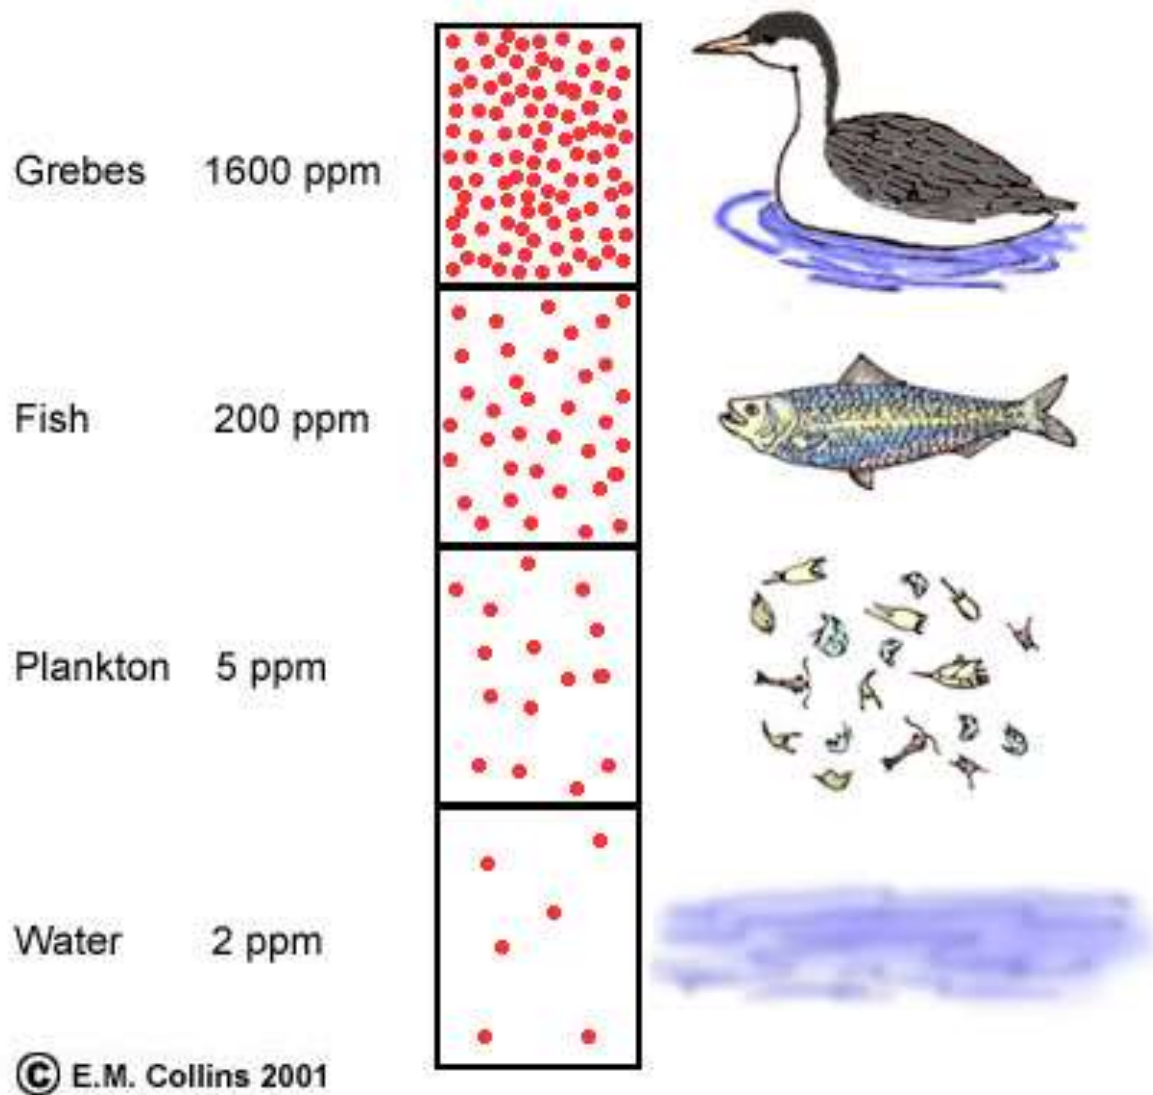 Grebes 1600 ppm
Fish 200 ppm
Plankton 5 ppm
Water 2 ppm
© E.M. Collins 2001